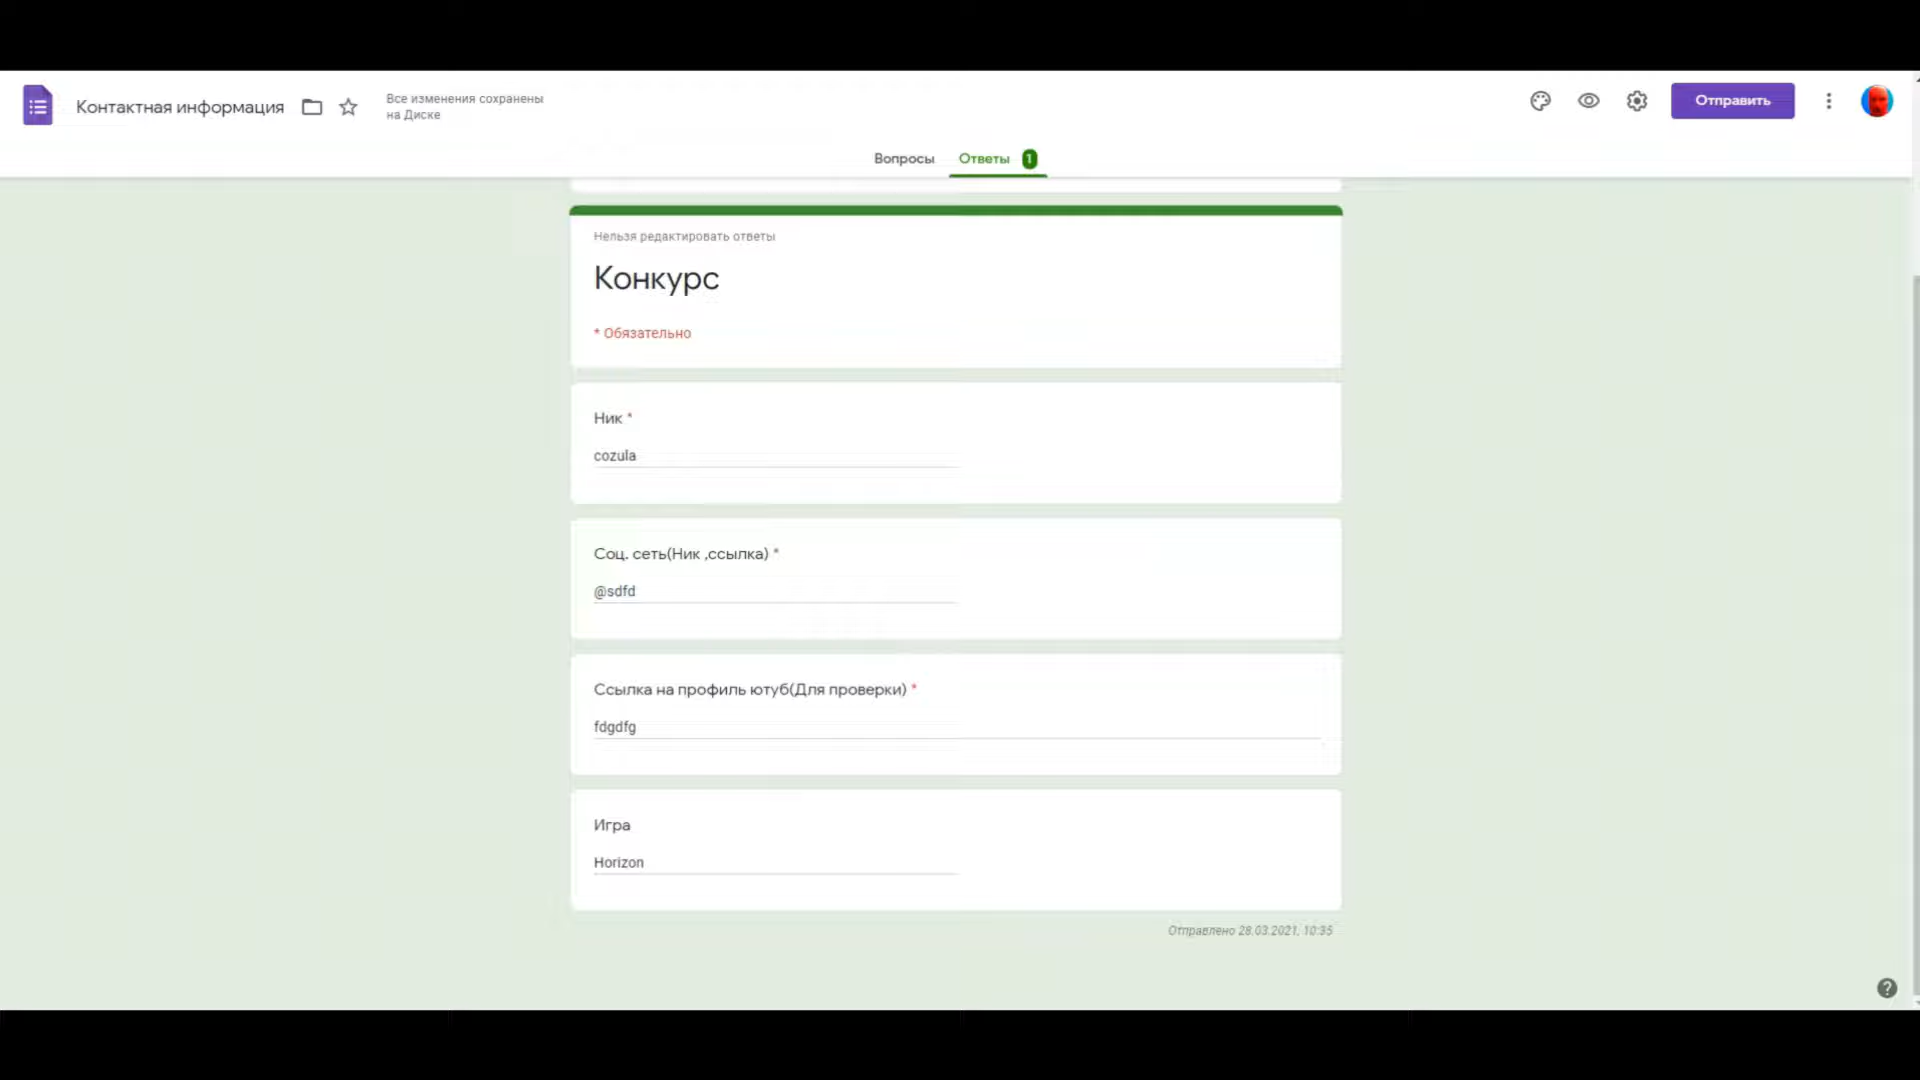 Контактная информация
Все изменения сохранены
на Диске
Отправить
Вопросы
Ответы 1
Нельзя редактировать ответы
Конкурс
* Обязательно
Ник *
cozula
Соц. сеть(Ник ,ссылка) *
@sdfd
Ссылка на профиль ютуб(Для проверки) *
fdgdfg
Игра
Horizon
Отправлено 28.03.2021, 10:35